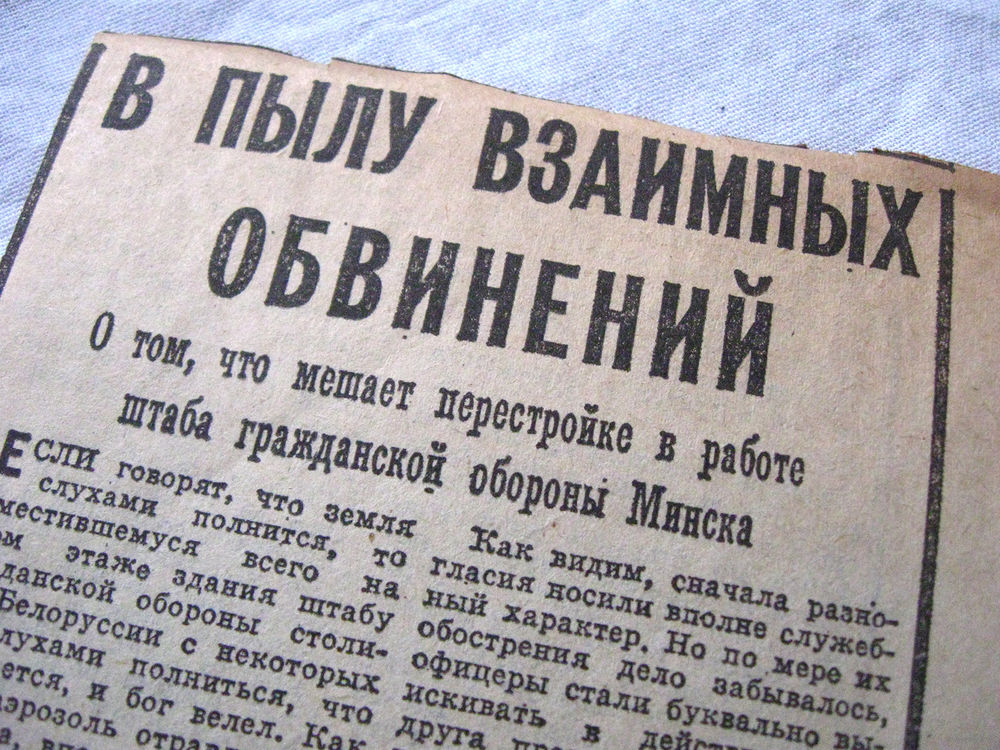 В ПЫЛУ ВЗАИМНЫХ
ОБВИНЕНИЙ
О том, что мешает перестройке в работе
штаба гражданской обороны Минска
ЕСЛИ говорят, что земля
слухами полнится, то
местившемуся всего на
этаже здания штабу
данской обороны столи-
Белоруссии с некоторых
лухами полниться, что
ется, и бог велел. Как
аэрозоль
Как видим, сначала разно-
гласия носили вполне служеб-
ный характер. Но по мере их
обострения дело забывалось,
офицеры стали буквально вы-
искивать в
друга